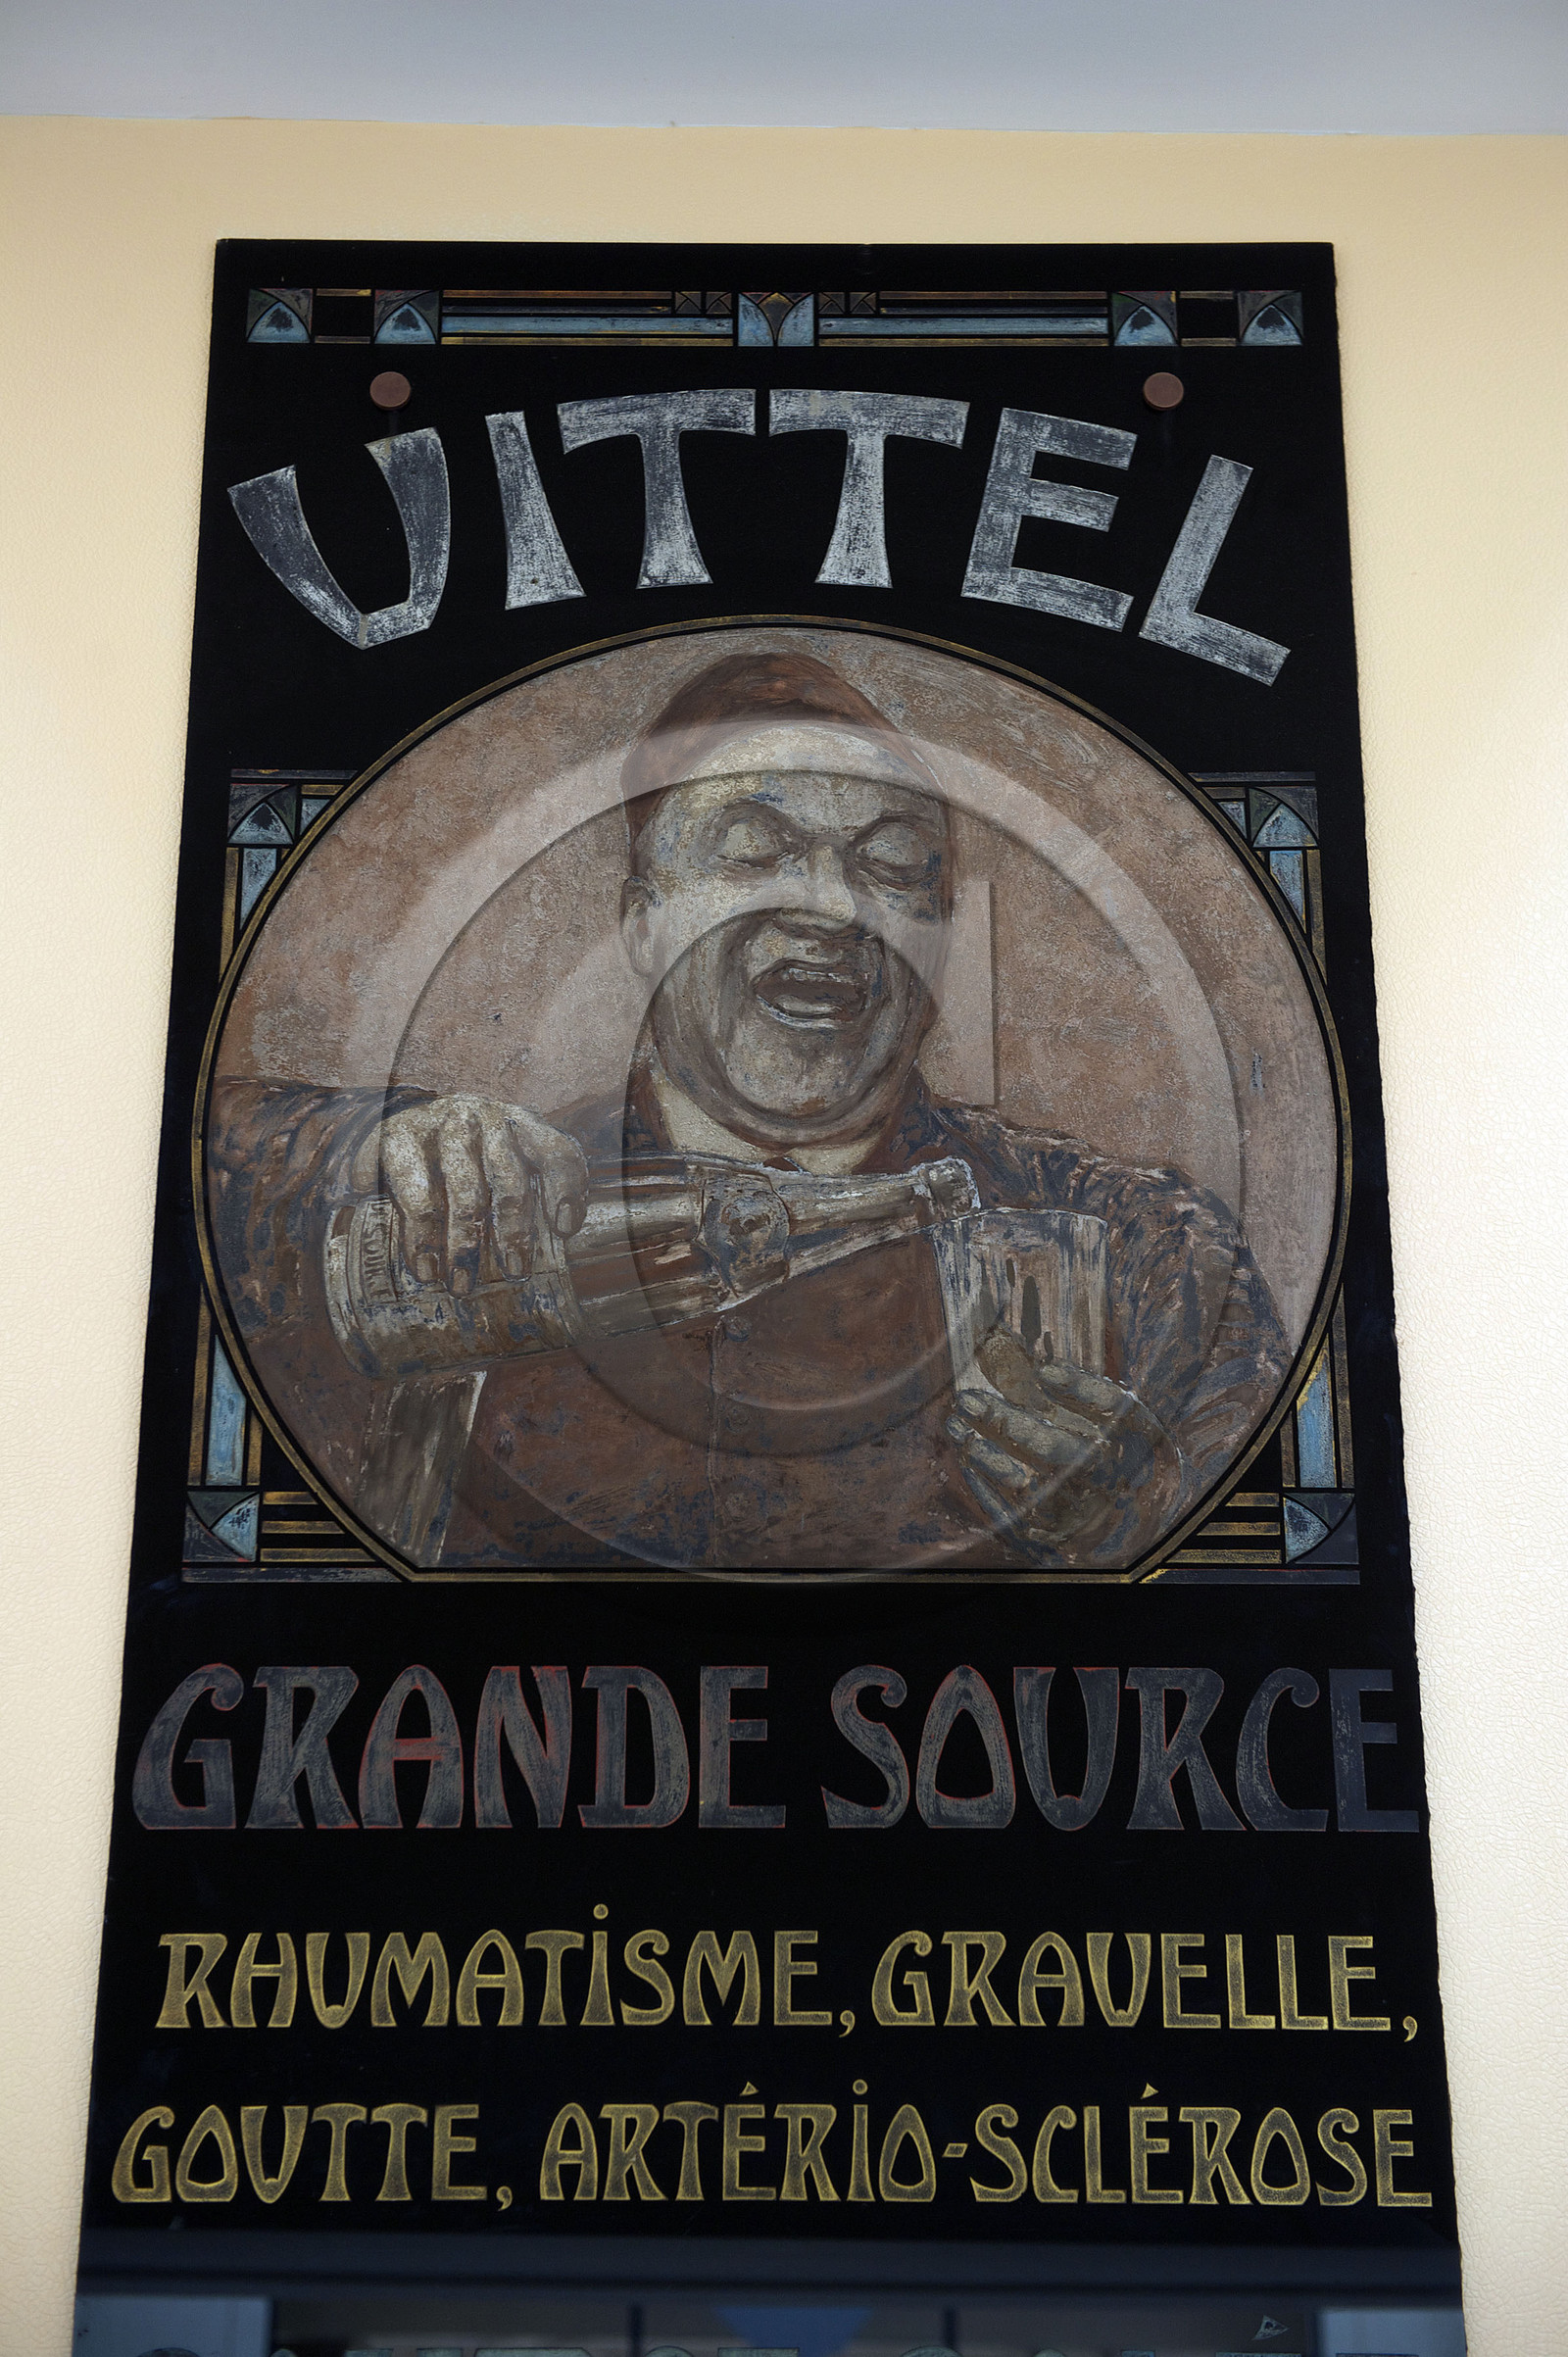 VITTEL
GRANDE SOURCE
RHUMATISME, GRAVELLE,
GOUTTE, ARTÉRIO-SCLÉROSE